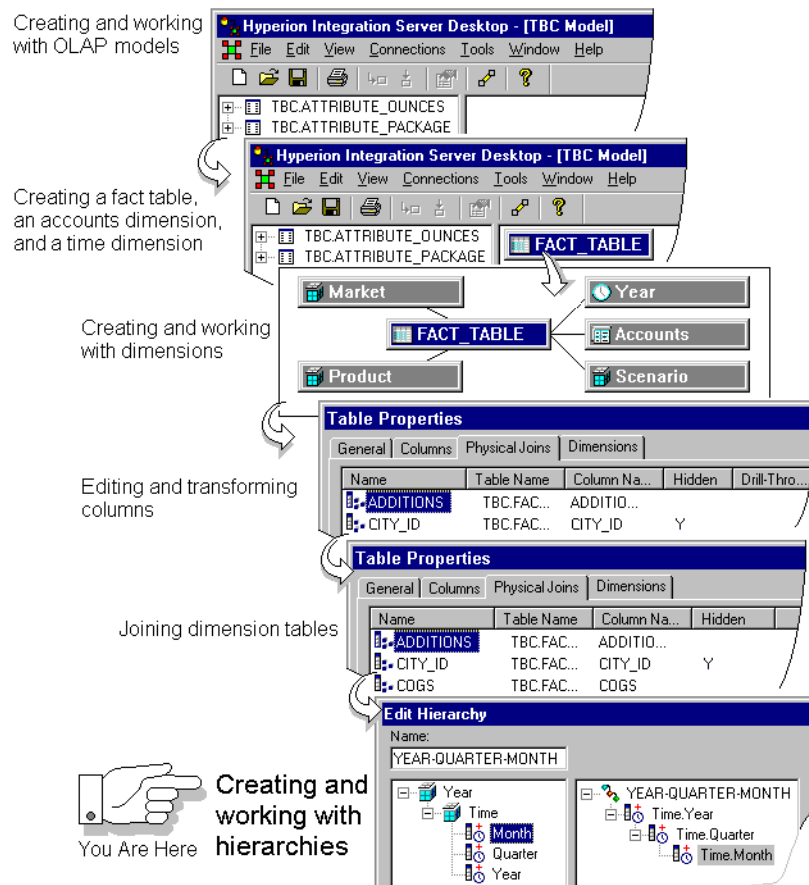 Creating and working
with OLAP models
Hyperion Integration Server Desktop - [TBC Model]
File Edit View Connections Tools Window Help
TBC.ATTRIBUTE_OUNCES
TBC.ATTRIBUTE_PACKAGE
Creating a fact table,
an accounts dimension,
and a time dimension
Hyperion Integration Server Desktop - [TBC Model]
File Edit View Connections Tools Window Help
TBC.ATTRIBUTE_OUNCES
TBC.ATTRIBUTE_PACKAGE
FACT_TABLE
Creating and working
with dimensions
Market
Year
FACT_TABLE
Accounts
Product
Scenario
Editing and transforming
columns
Table Properties
General Columns Physical Joins Dimensions
Name Table Name Column Na... Hidden Drill-Thro...
ADDITIONS TBC.FAC... ADDITIO...
CITY_ID TBC.FAC... CITY_ID Y
Joining dimension tables
Table Properties
General Columns Physical Joins Dimensions
Name Table Name Column Na... Hidden
ADDITIONS TBC.FAC... ADDITIO...
CITY_ID TBC.FAC... CITY_ID Y
COGS TBC.FAC... COGS
You Are Here
Creating and
working with
hierarchies
Edit Hierarchy
Name:
YEAR-QUARTER-MONTH
Year
Time
Month
Quarter
Year
YEAR-QUARTER-MONTH
Time.Year
Time.Quarter
Time.Month